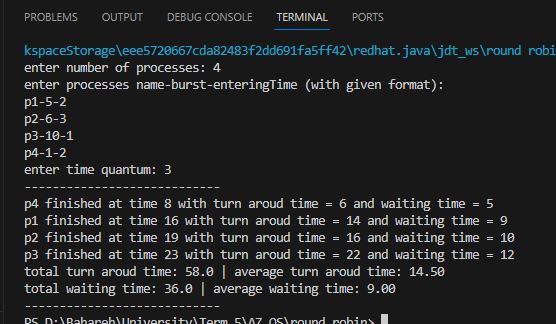 PROBLEMS OUTPUT DEBUG CONSOLE TERMINAL PORTS
kspaceStorage\eee5720667cda82483f2dd691fa5ff42\redhat.java\jdt_ws\round robi
enter number of processes: 4
enter processes name-burst-enteringTime (with given format):
p1-5-2
p2-6-3
p3-10-1
p4-1-2
enter time quantum: 3
----------------------------
p4 finished at time 8 with turn aroud time = 6 and waiting time = 5
p1 finished at time 16 with turn aroud time = 14 and waiting time = 9
p2 finished at time 19 with turn aroud time = 16 and waiting time = 10
p3 finished at time 23 with turn aroud time = 22 and waiting time = 12
total turn aroud time: 58.0 | average turn aroud time: 14.50
total waiting time: 36.0 | average waiting time: 9.00
----------------------------
PS D:\Bahareh\University\Term 5\AZ OS\round robin>